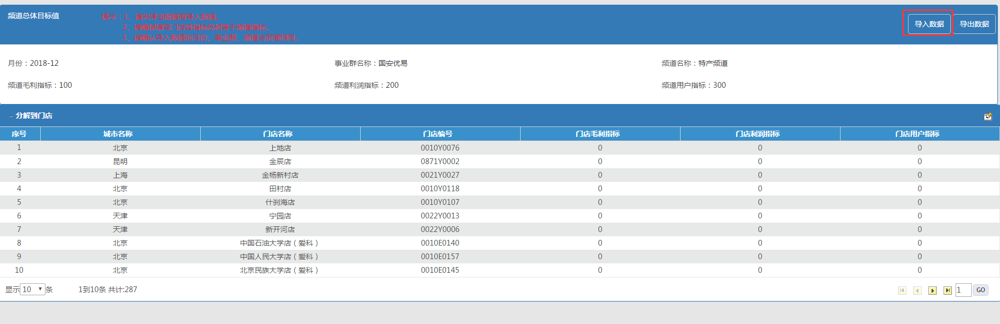 频道总体目标值
提示：1、请先导出数据再导入数据。
2、请确保填写门店各指标总和等于频道指标。
3、请确认导入数据的月份、事业群、频道与页面相同。
导入数据 导出数据
月份：2018-12 事业群名称：国安优易 频道名称：特产频道
频道毛利指标：100 频道利润指标：200 频道用户指标：300
分解到门店
序号 城市名称 门店名称 门店编号 门店毛利指标 门店利润指标 门店用户指标
1 北京 上地店 0010Y0076 0 0 0
2 昆明 金辰店 0871Y0002 0 0 0
3 上海 金杨新村店 0021Y0027 0 0 0
4 北京 田村店 0010Y0118 0 0 0
5 北京 什刹海店 0010Y0107 0 0 0
6 天津 宁园店 0022Y0013 0 0 0
7 天津 新开河店 0022Y0006 0 0 0
8 北京 中国石油大学店（爱科） 0010E0140 0 0 0
9 北京 中国人民大学店（爱科） 0010E0157 0 0 0
10 北京 北京民族大学店（爱科） 0010E0145 0 0 0
显示 10 条 1到10条 共计:287 1 GO